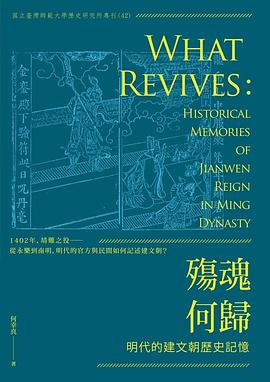 國立臺灣師範大學歷史研究所專刊(42)
WHAT
REVIVES:
HISTORICAL
MEMORIES
OF
JIANWEN
REIGN
IN MING
DYNASTY
1402年,靖難之役——
從永樂到南明,明代的官方與民間如何記述建文朝?
殤魂
何歸
明代的建文朝歷史記憶
何幸真
著